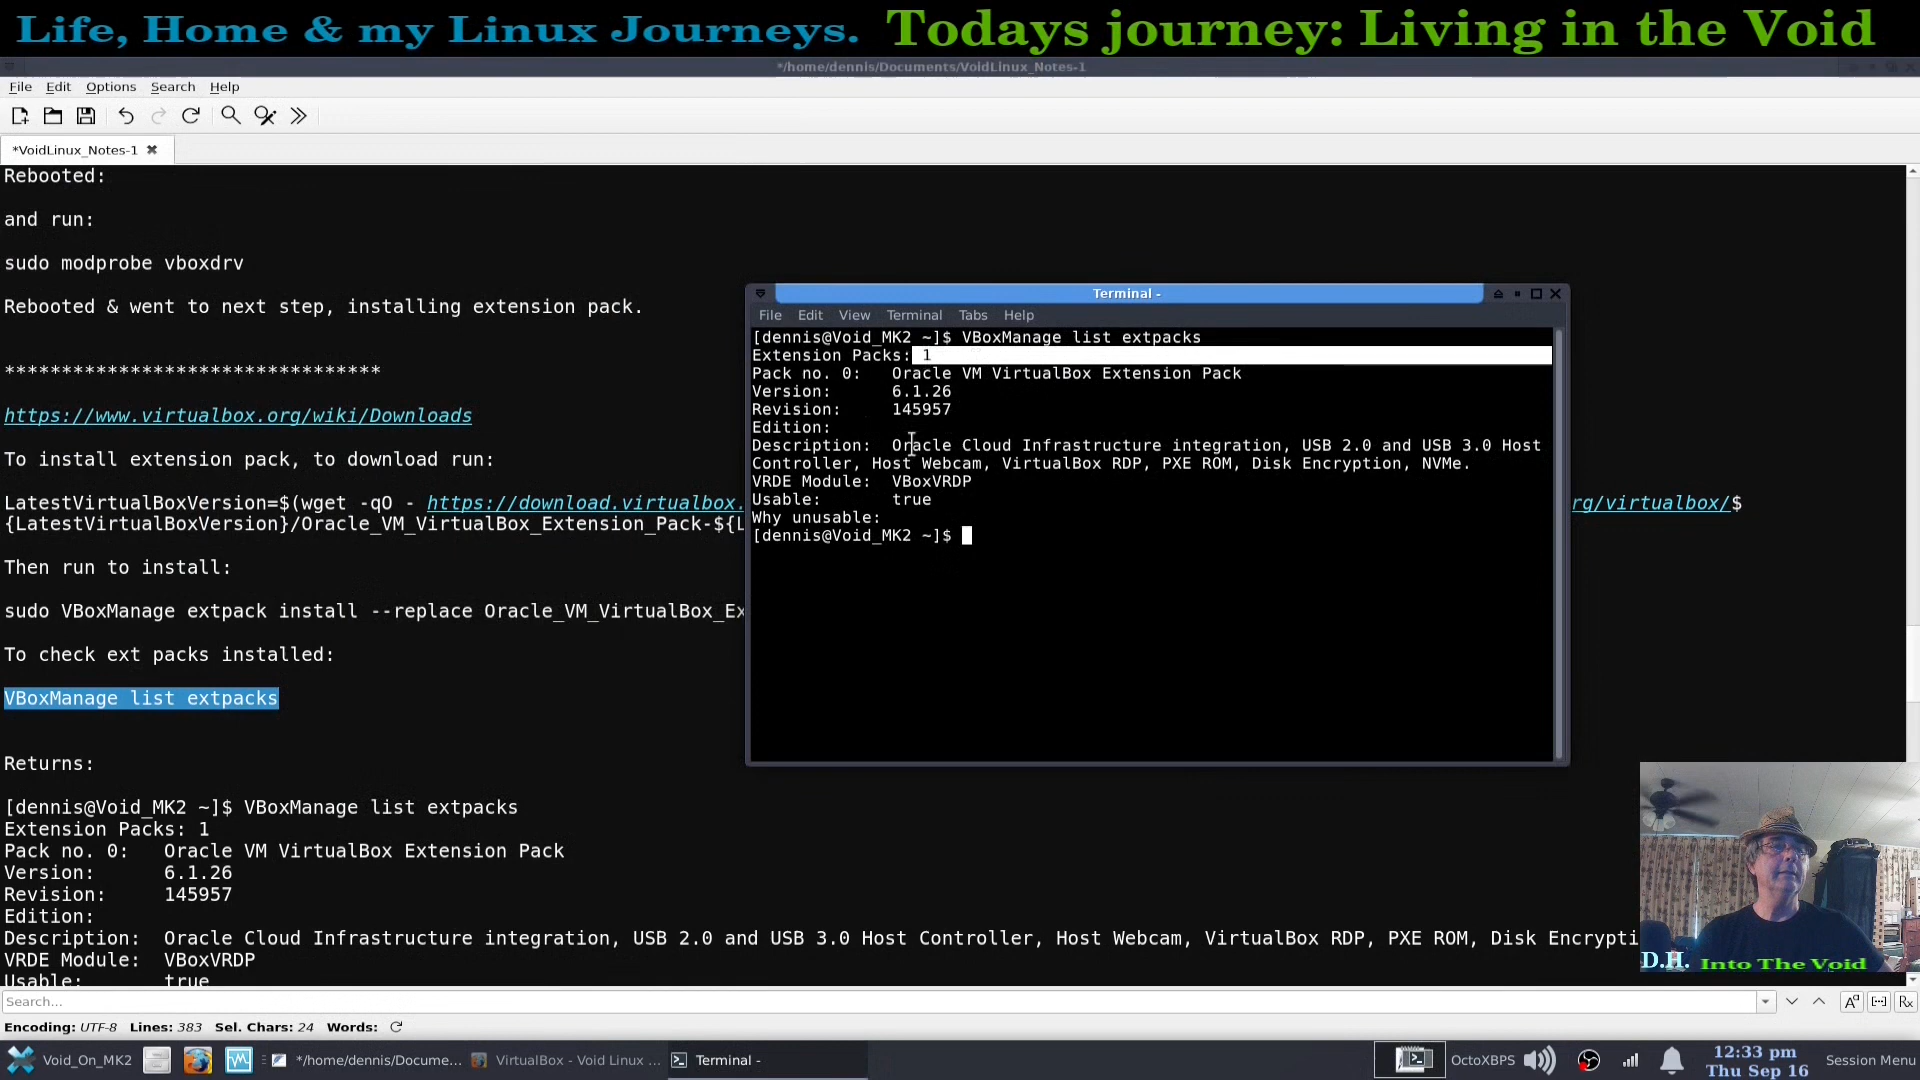 Life, Home & my Linux Journeys. Todays journey: Living in the Void
*/home/dennis/Documents/VoidLinux_Notes-1
File Edit Options Search Help
*VoidLinux_Notes-1
Rebooted:
and run:
sudo modprobe vboxdrv
Rebooted & went to next step, installing extension pack.
*********************************
https://www.virtualbox.org/wiki/Downloads
To install extension pack, to download run:
LatestVirtualBoxVersion=$(wget -qO - https://download.virtualbox. rg/virtualbox/$
{LatestVirtualBoxVersion}/Oracle_VM_VirtualBox_Extension_Pack-${L
Then run to install:
sudo VBoxManage extpack install --replace Oracle_VM_VirtualBox_Ex
To check ext packs installed:
VBoxManage list extpacks
Returns:
[dennis@Void_MK2 ~]$ VBoxManage list extpacks
Extension Packs: 1
Pack no. 0: Oracle VM VirtualBox Extension Pack
Version: 6.1.26
Revision: 145957
Edition:
Description: Oracle Cloud Infrastructure integration, USB 2.0 and USB 3.0 Host Controller, Host Webcam, VirtualBox RDP, PXE ROM, Disk Encrypti
VRDE Module: VBoxVRDP
Usable: true
Terminal -
File Edit View Terminal Tabs Help
[dennis@Void_MK2 ~]$ VBoxManage list extpacks
Extension Packs: 1
Pack no. 0: Oracle VM VirtualBox Extension Pack
Version: 6.1.26
Revision: 145957
Edition:
Description: Oracle Cloud Infrastructure integration, USB 2.0 and USB 3.0 Host
Controller, Host Webcam, VirtualBox RDP, PXE ROM, Disk Encryption, NVMe.
VRDE Module: VBoxVRDP
Usable: true
Why unusable:
[dennis@Void_MK2 ~]$
D.H. Into The Void
Search...
Encoding: UTF-8 Lines: 383 Sel. Chars: 24 Words:
Void_On_MK2 */home/dennis/Docume... VirtualBox - Void Linux ... Terminal - OctoXBPS 12:33 pm Session Menu
Thu Sep 16